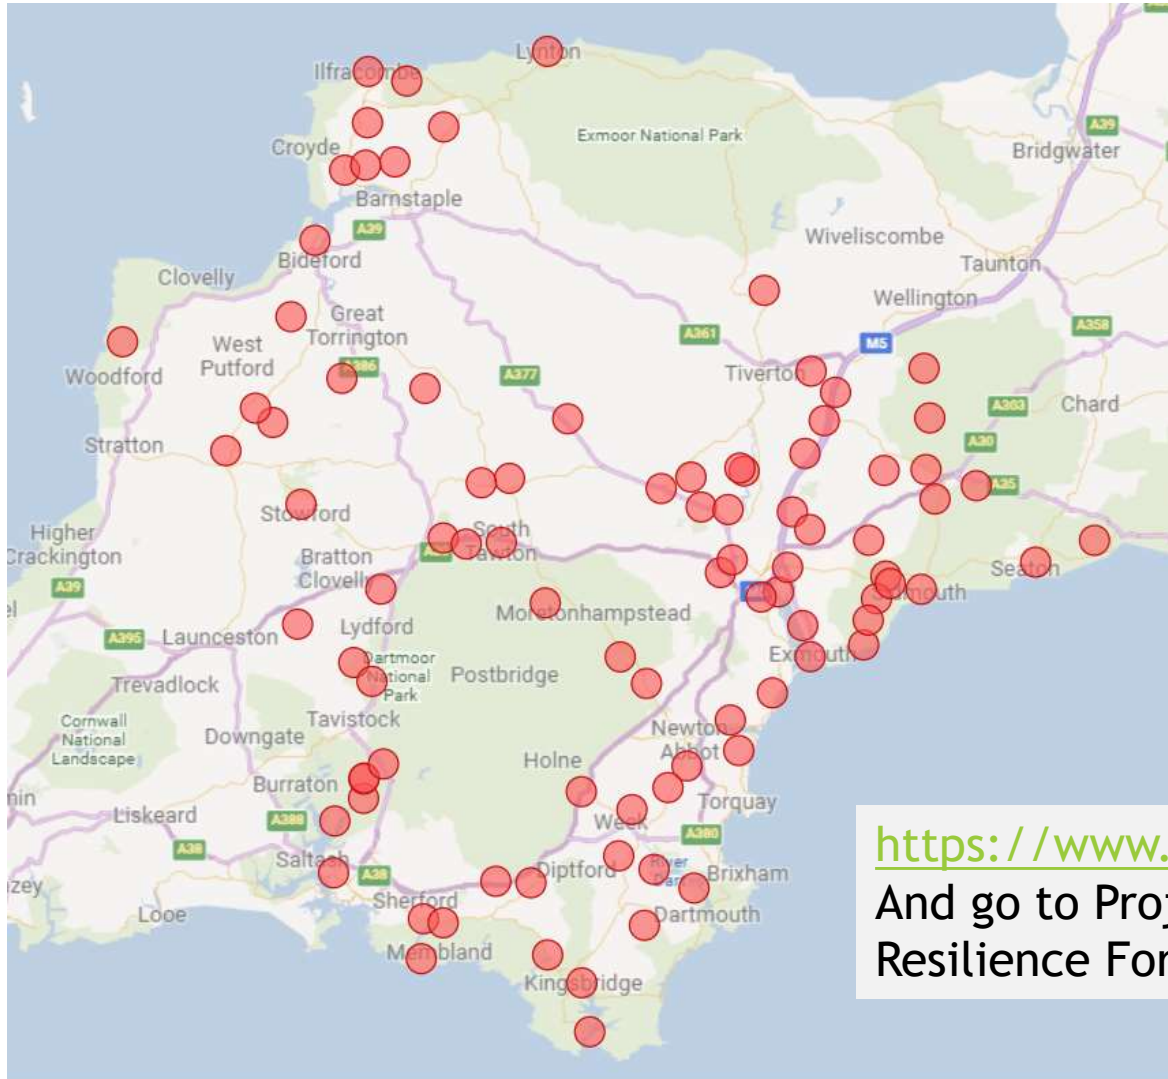 Lynton
Ilfracombe
Exmoor National Park
A39
Croyde
Bridgwater
Barnstaple
A39
Wiveliscombe
Bideford
Taunton
Clovelly
Wellington
Great
Torrington
A361
A358
M5
West
Putford
A386
A377
Tiverton
Woodford
A303
Chard
Stratton
A30
A35
Stowford
Higher
Crackington
South
Tawton
Bratton
Clovelly
Seaton
A39
Sidmouth
Moretonhampstead
A395
Launceston
Lydford
Exmouth
Dartmoor
National
Park
Postbridge
Trevadlock
Tavistock
Cornwall
National
Landscape
Downgate
Newton
Abbot
Holne
Burraton
Torquay
Liskeard
A388
Week
A380
A38
Saltash
A38
Diptford
River
Brixham
Sherford
Looe
Dartmouth
Membland
Kingsbridge
https://www.
And go to Proj
Resilience For